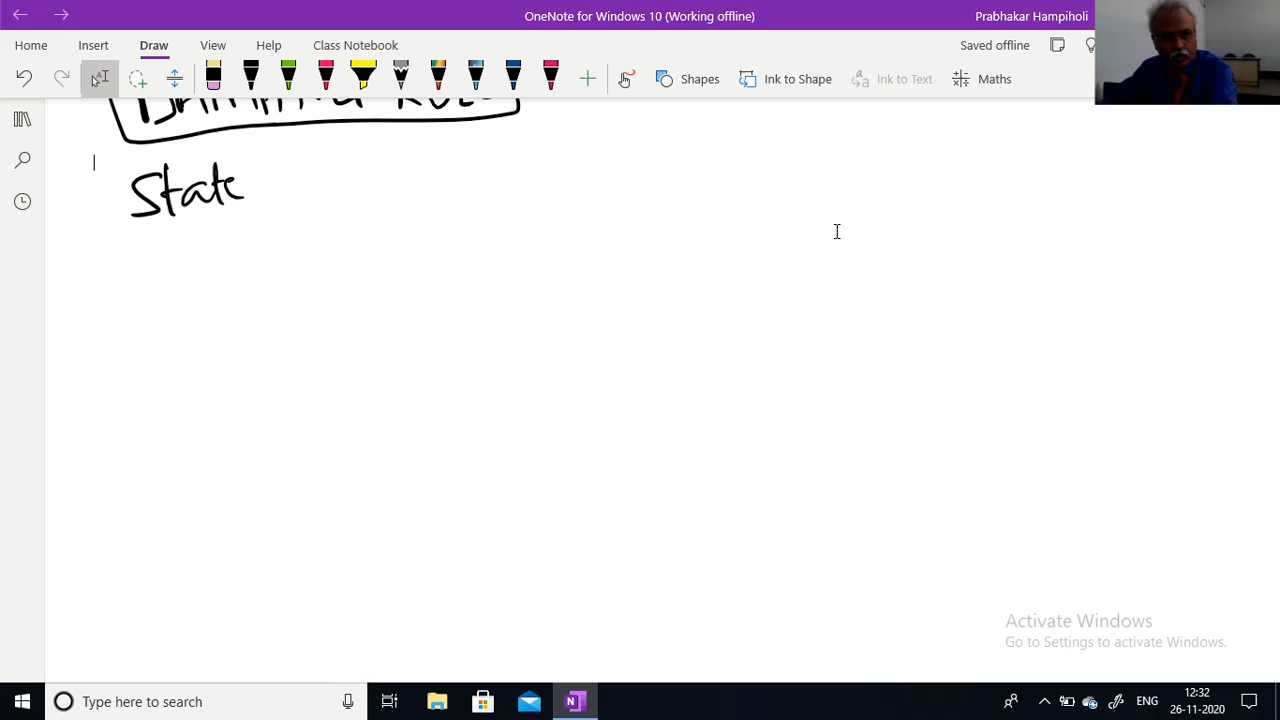 OneNote for Windows 10 (Working offline)
Prabhakar Hampiholi
Home Insert Draw View Help Class Notebook
Saved offline
Shapes Ink to Shape Ink to Text Maths
State
Activate Windows
Go to Settings to activate Windows.
Type here to search
ENG
12:32
26-11-2020